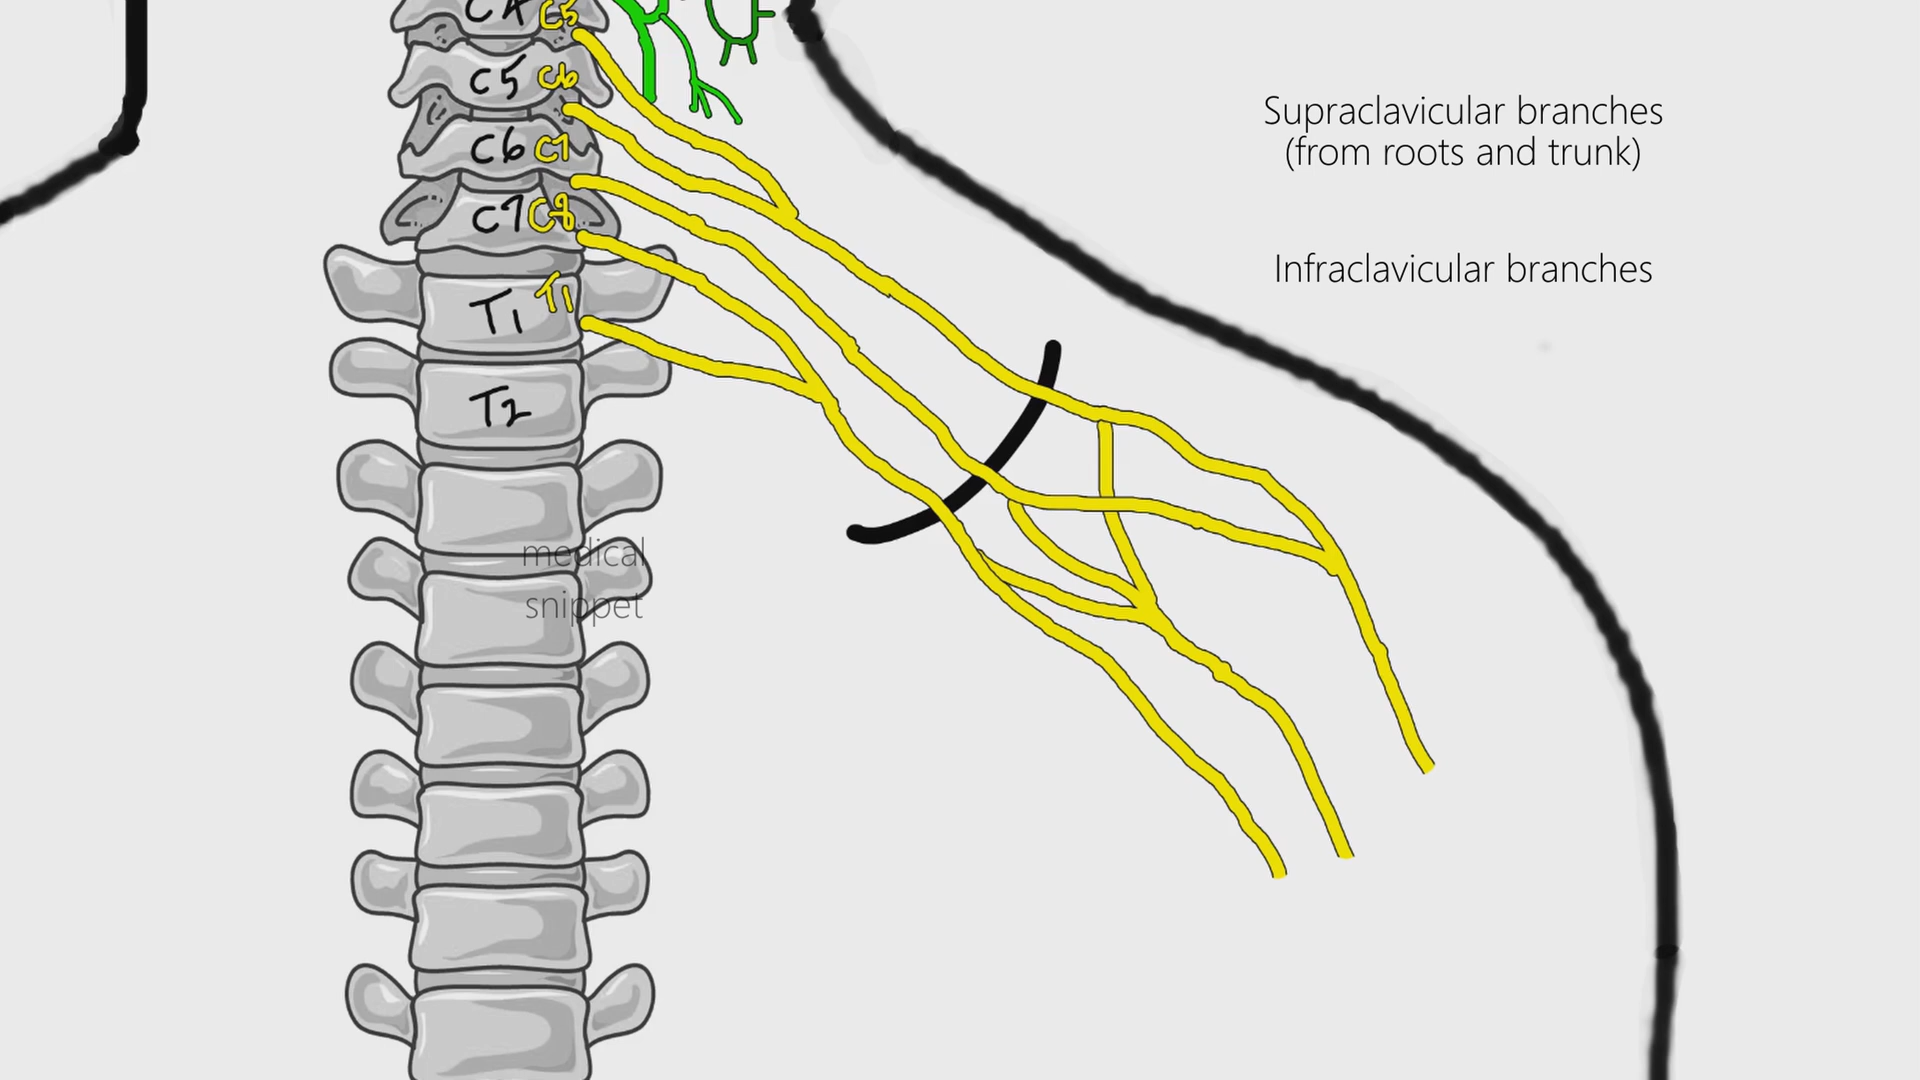 C4 C5
C5 C6
C6 C7
C7 C8
T1 T1
T2
Supraclavicular branches
(from roots and trunk)
Infraclavicular branches
medical
snippet